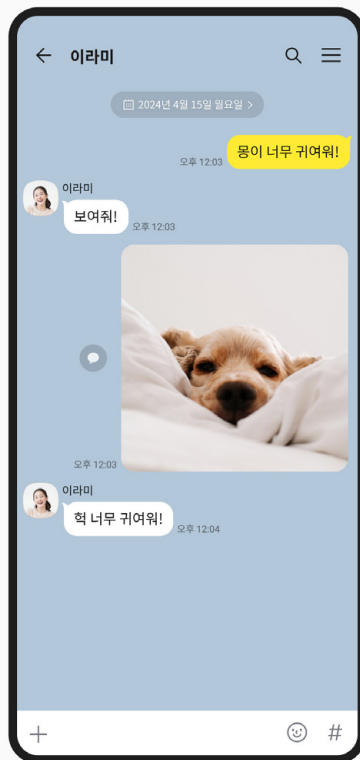 이라미
2024년 4월 15일 월요일 >
몽이 너무 귀여워!
오후 12:03
이라미
보여줘!
오후 12:03
오후 12:03
이라미
헉 너무 귀여워!
오후 12:04
#